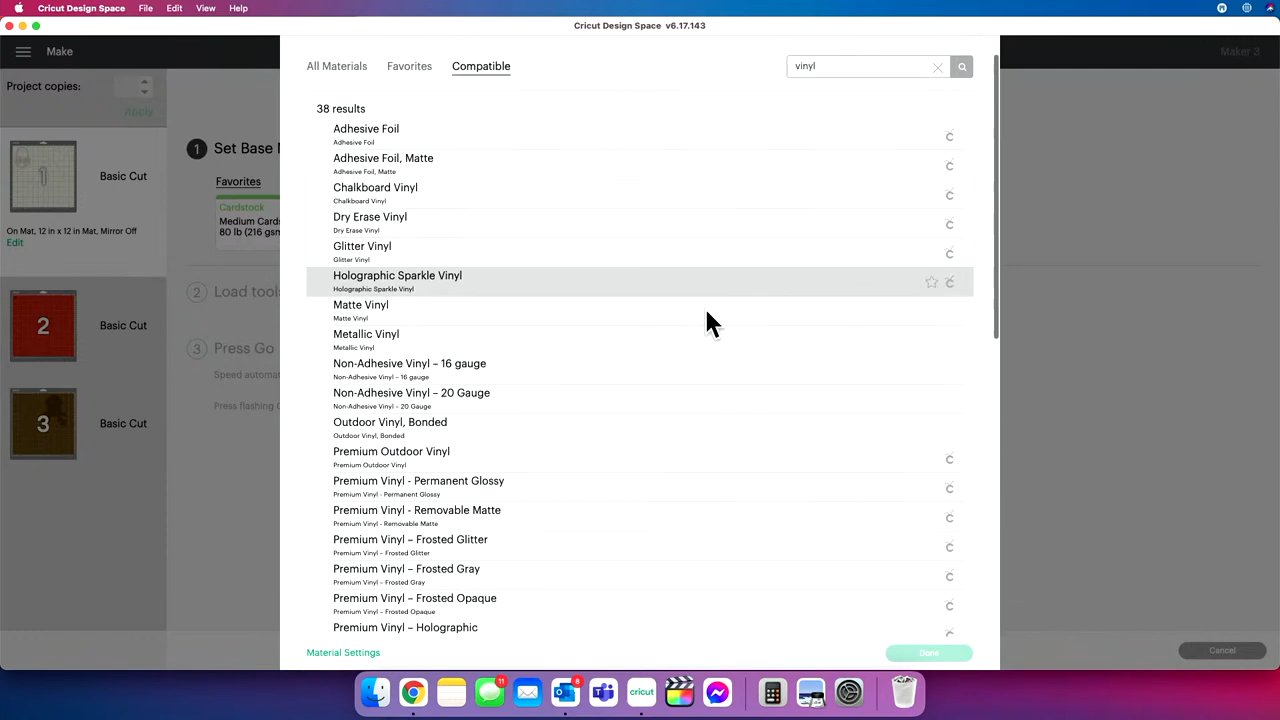 Cricut Design Space File Edit View Help
Cricut Design Space v6.17.143
Make
Maker 3
Project copies:
Apply
1
Basic Cut
On Mat, 12 in x 12 in Mat, Mirror Off
Edit
2
Basic Cut
3
Basic Cut
1 Set Base
Favorites
Cardstock
Medium Cards
80 lb (216 gsm
2 Load tools
3 Press Go
Speed automat
Press flashing
All Materials Favorites Compatible
vinyl
38 results
Adhesive Foil
Adhesive Foil
Adhesive Foil, Matte
Adhesive Foil, Matte
Chalkboard Vinyl
Chalkboard Vinyl
Dry Erase Vinyl
Dry Erase Vinyl
Glitter Vinyl
Glitter Vinyl
Holographic Sparkle Vinyl
Holographic Sparkle Vinyl
Matte Vinyl
Matte Vinyl
Metallic Vinyl
Metallic Vinyl
Non-Adhesive Vinyl – 16 gauge
Non-Adhesive Vinyl – 16 gauge
Non-Adhesive Vinyl – 20 Gauge
Non-Adhesive Vinyl – 20 Gauge
Outdoor Vinyl, Bonded
Outdoor Vinyl, Bonded
Premium Outdoor Vinyl
Premium Outdoor Vinyl
Premium Vinyl - Permanent Glossy
Premium Vinyl - Permanent Glossy
Premium Vinyl - Removable Matte
Premium Vinyl - Removable Matte
Premium Vinyl – Frosted Glitter
Premium Vinyl – Frosted Glitter
Premium Vinyl – Frosted Gray
Premium Vinyl – Frosted Gray
Premium Vinyl – Frosted Opaque
Premium Vinyl – Frosted Opaque
Premium Vinyl – Holographic
Material Settings
Done
Cancel
11
8
cricut